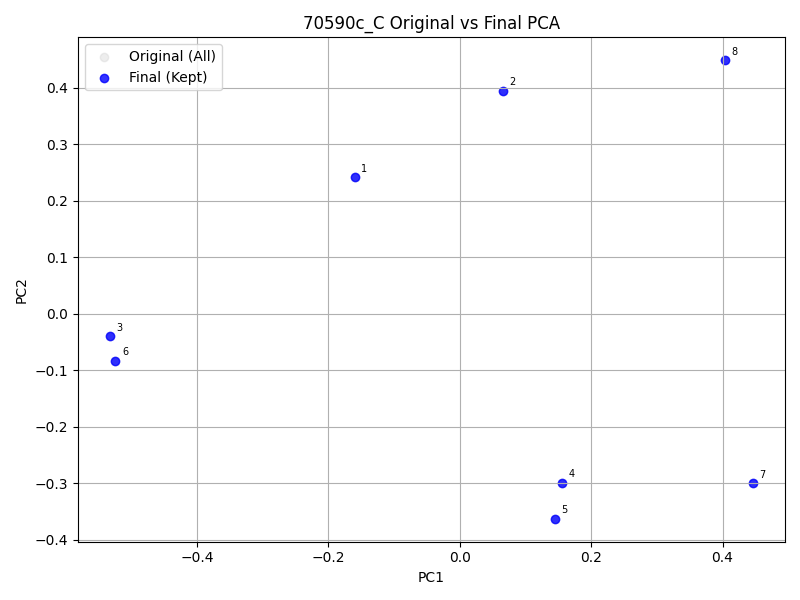 70590c_C Original vs Final PCA
Original (All)
Final (Kept)
8
2
1
3
6
4
7
5
0.4
0.3
0.2
0.1
0.0
−0.1
−0.2
−0.3
−0.4
PC2
−0.4 −0.2 0.0 0.2 0.4
PC1